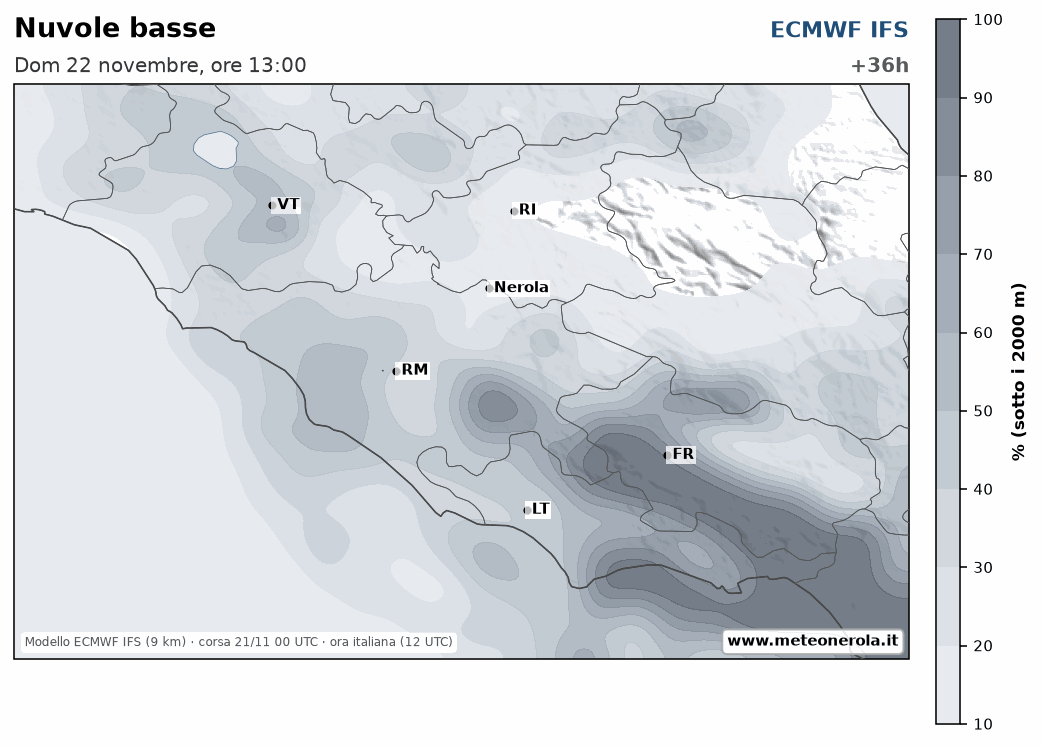 Nuvole basse
ECMWF IFS
Dom 22 novembre, ore 13:00
+36h
100
90
80
70
60
50
40
30
20
10
% (sotto i 2000 m)
VT
RI
Nerola
RM
FR
LT
Modello ECMWF IFS (9 km) · corsa 21/11 00 UTC · ora italiana (12 UTC)
www.meteonerola.it